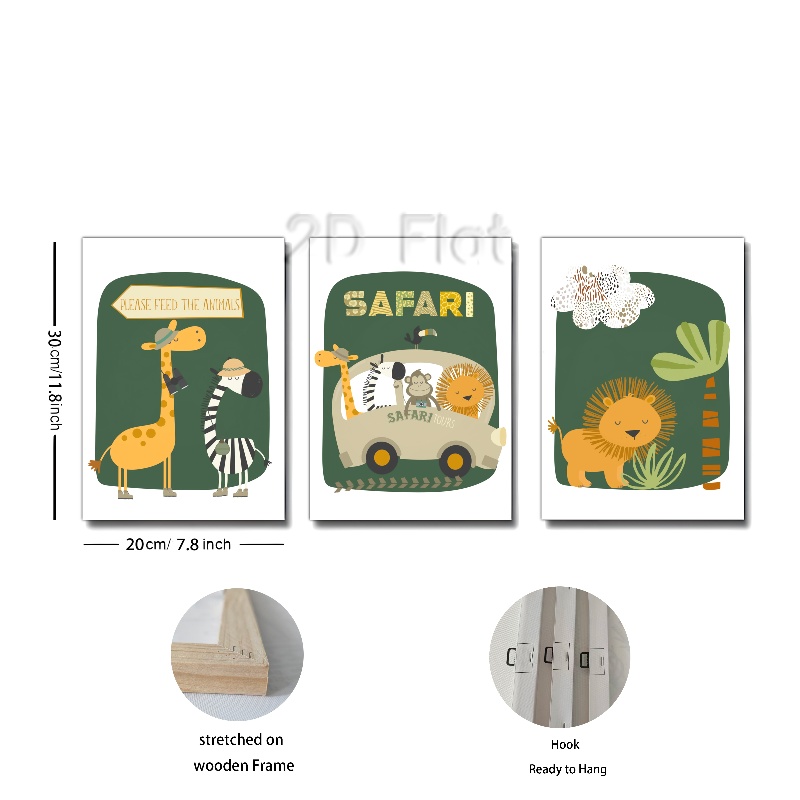 2D Flat
PLEASE FEED THE ANIMALS
SAFARI
SAFARI TOURS
30cm/11.8inch
20cm/ 7.8 inch
stretched on
wooden Frame
Hook
Ready to Hang